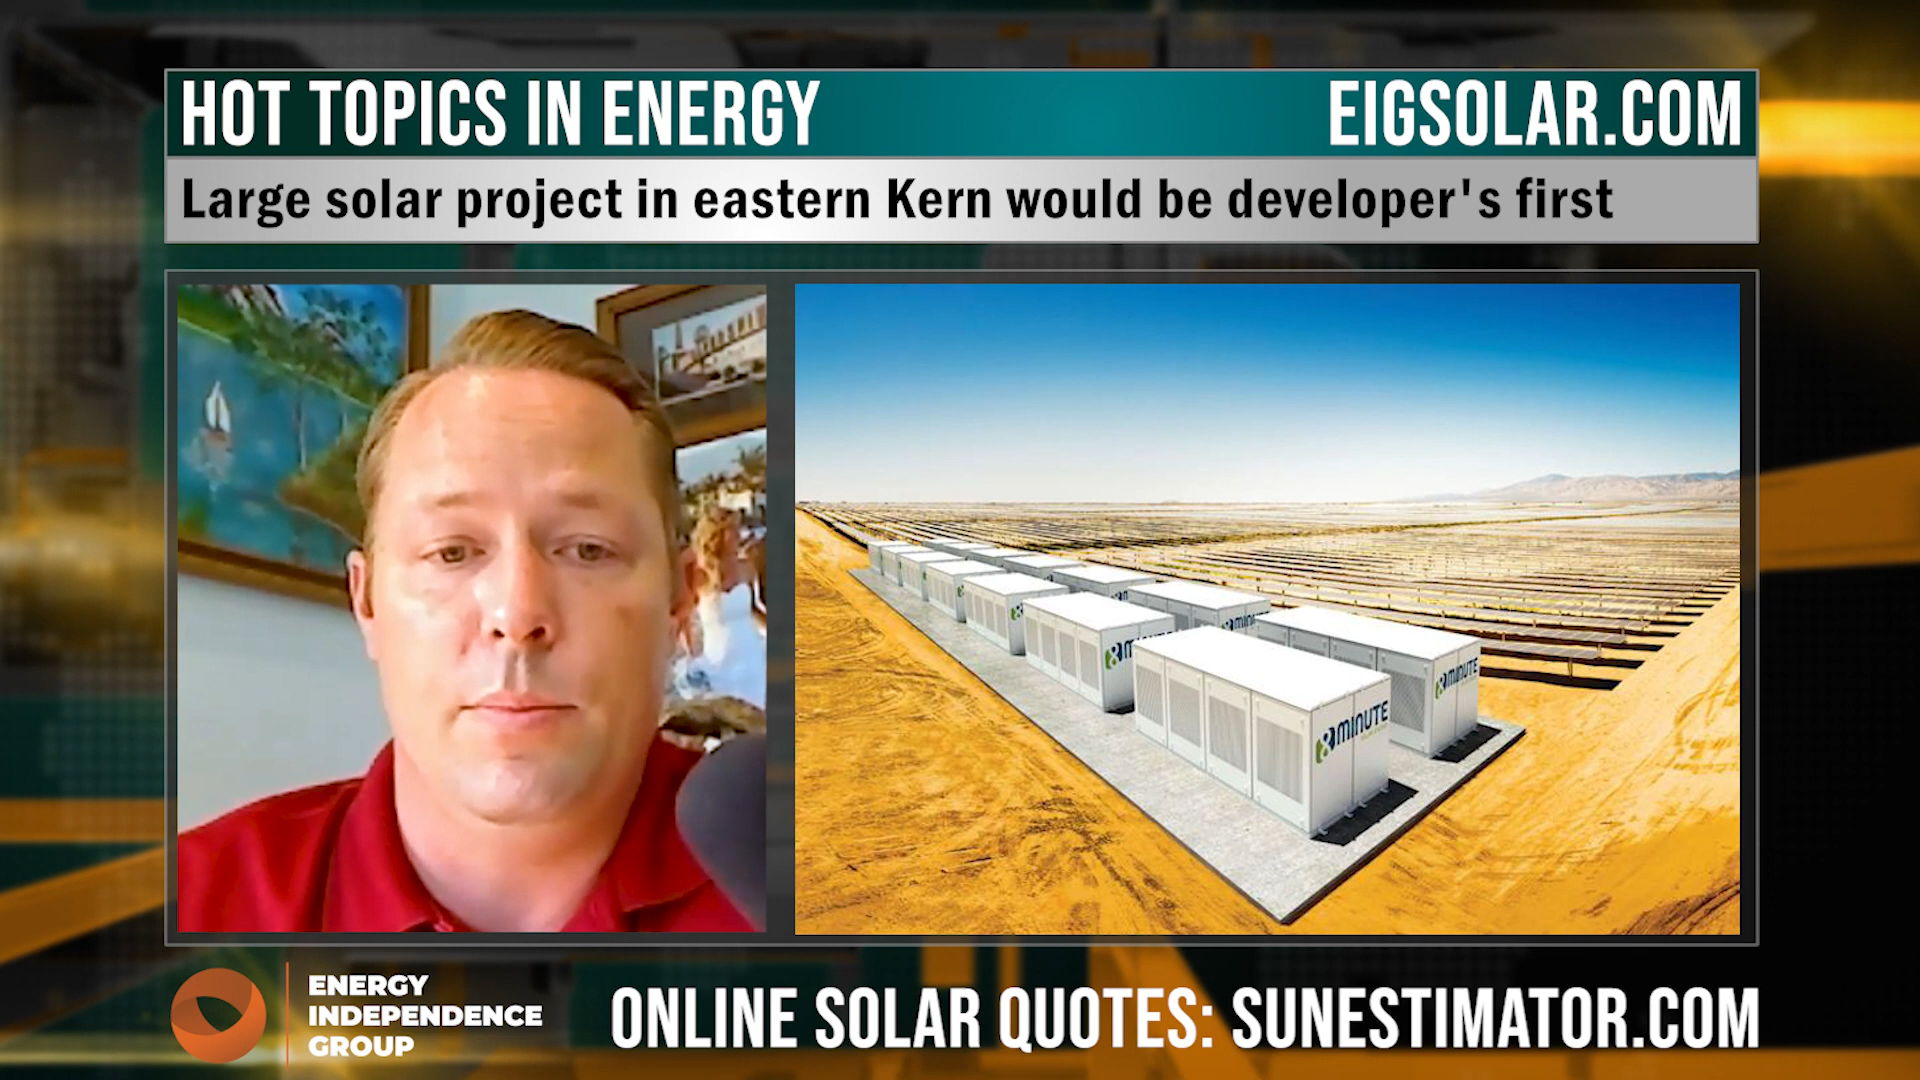 HOT TOPICS IN ENERGY
EIGSOLAR.COM
Large solar project in eastern Kern would be developer's first
8MINUTE
8MINUTE
ENERGY
INDEPENDENCE
GROUP
ONLINE SOLAR QUOTES: SUNESTIMATOR.COM